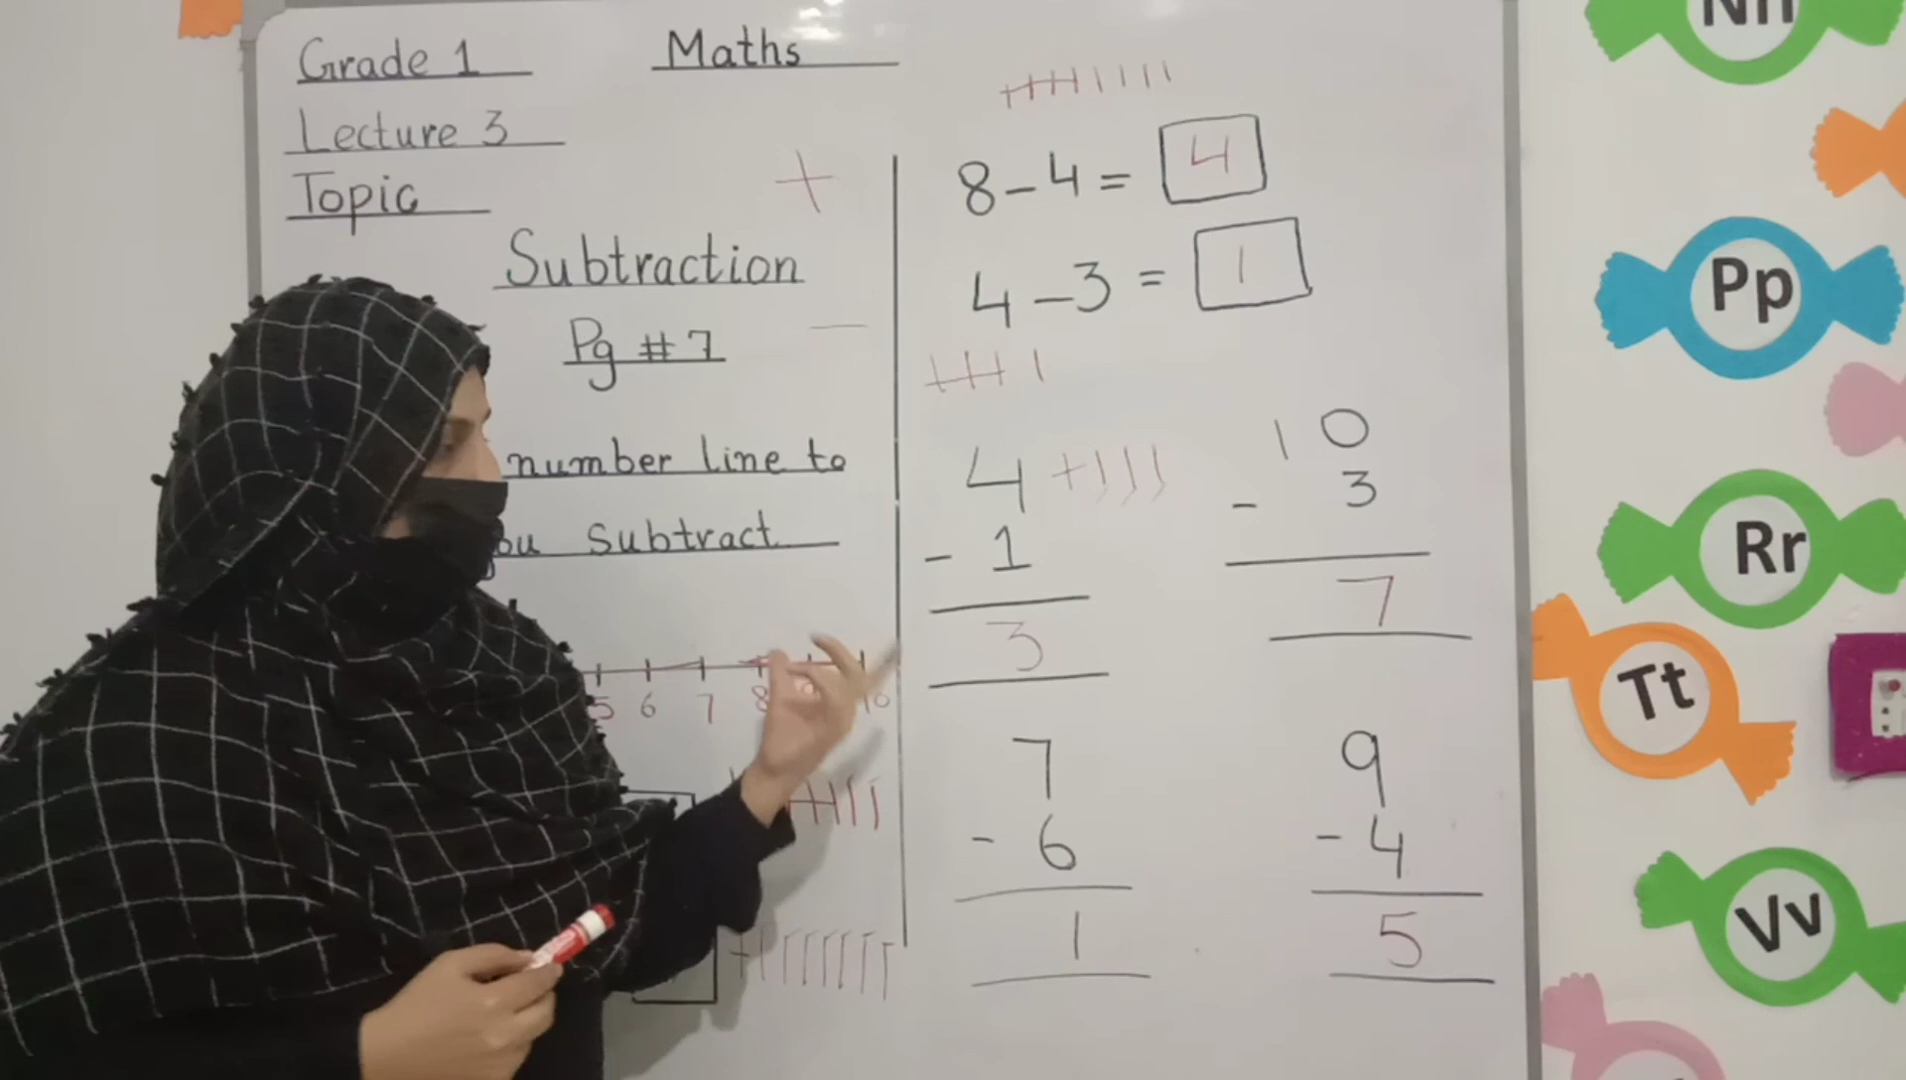 Grade 1 Maths
Lecture 3
Topic
Subtraction
Pg # 7
number line to
ou Subtract
5 6 7 8 9 10
8 - 4 = 4
4 - 3 = 1
4
- 1
3
10
- 3
7
7
- 6
1
9
- 4
5
+
-
Nn
Pp
Rr
Tt
Vv